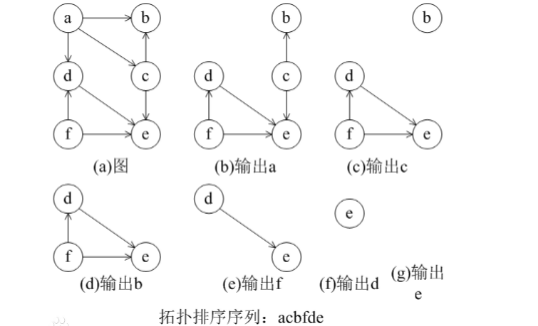 a b b b
d c d c d
f e f e f e
(a)图 (b)输出a (c)输出c
d d e
f e e
(d)输出b (e)输出f (f)输出d (g)输出
e
拓扑排序序列：acbfde